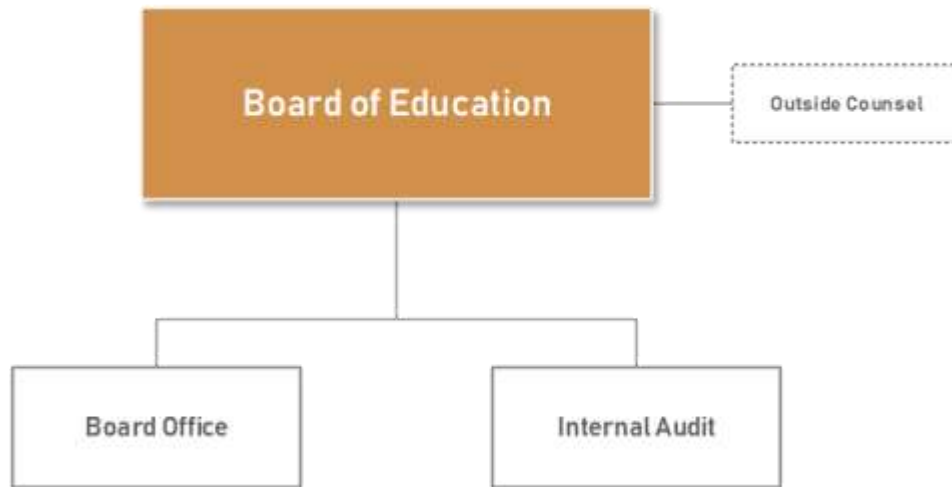 Board of Education
Outside Counsel
Board Office
Internal Audit